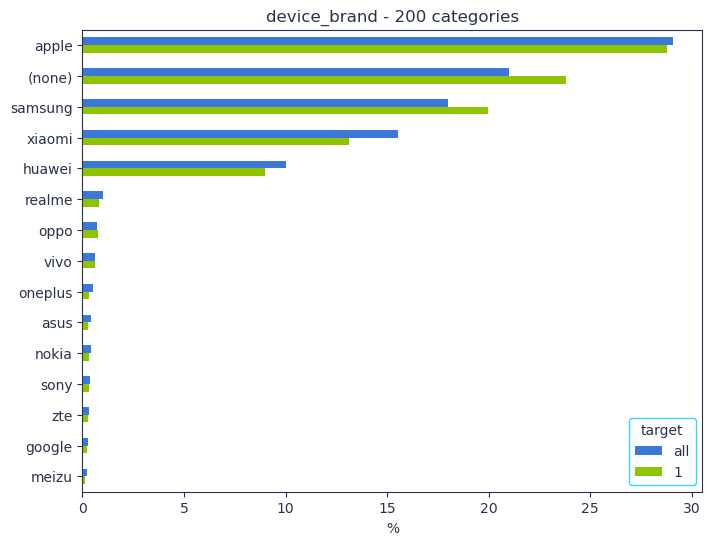 device_brand - 200 categories
apple
(none)
samsung
xiaomi
huawei
realme
oppo
vivo
oneplus
asus
nokia
sony
zte
google
meizu
target
all
1
0 5 10 15 20 25 30
%